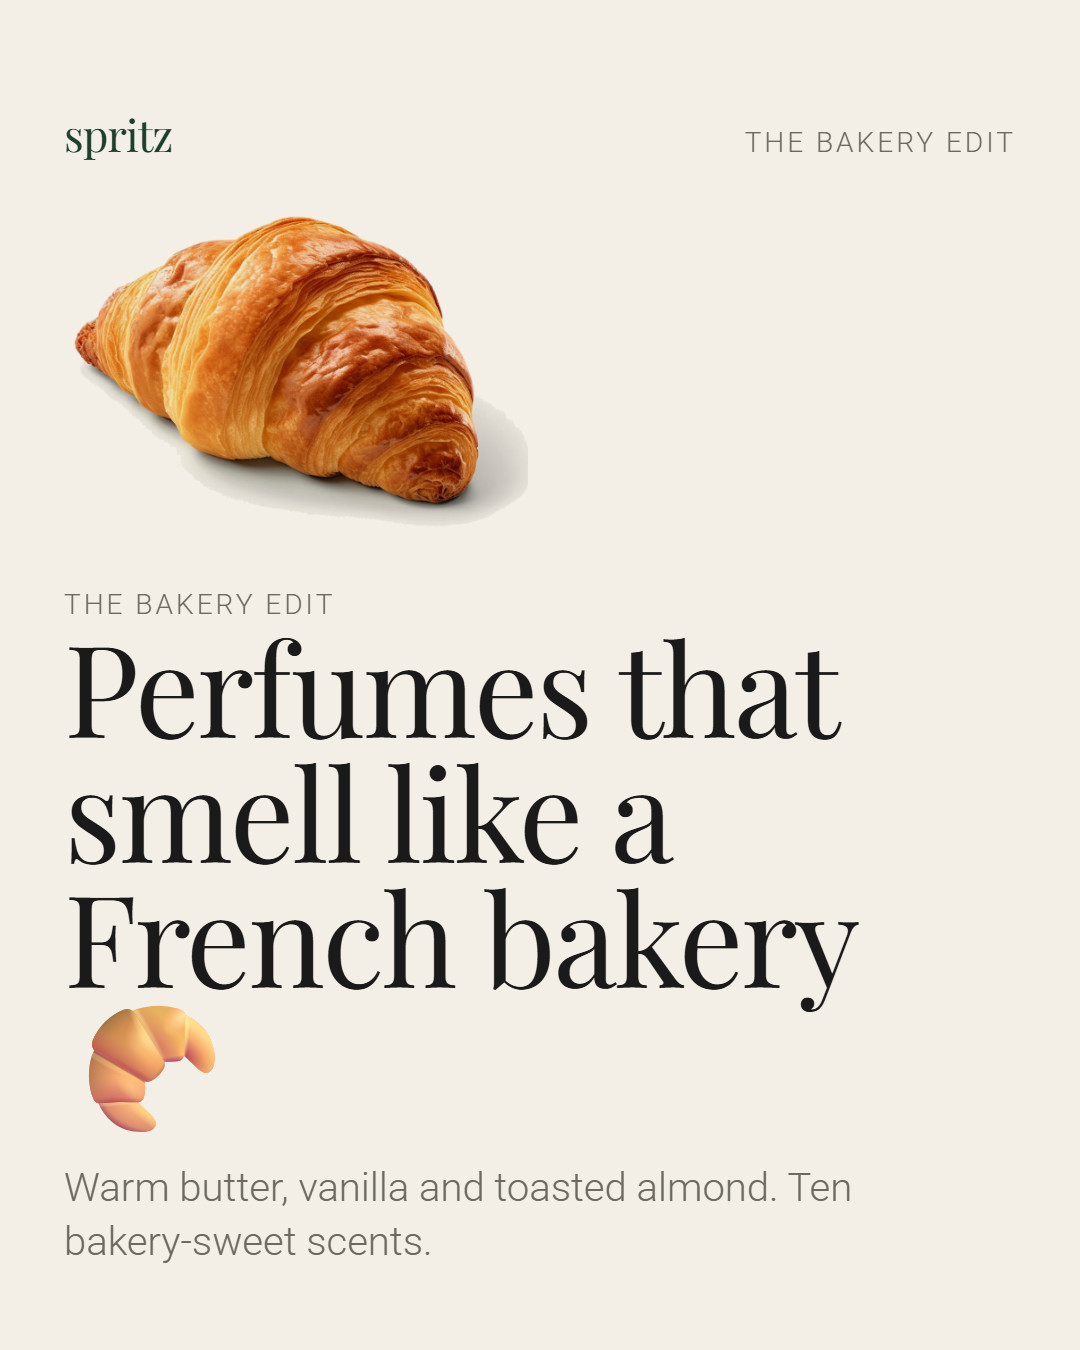 spritz
THE BAKERY EDIT
THE BAKERY EDIT
Perfumes that
smell like a
French bakery
🥐
Warm butter, vanilla and toasted almond. Ten
bakery-sweet scents.